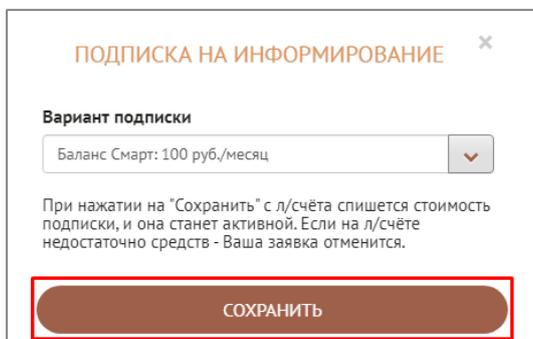 ПОДПИСКА НА ИНФОРМИРОВАНИЕ
Вариант подписки
Баланс Смарт: 100 руб./месяц
При нажатии на "Сохранить" с л/счёта спишется стоимость
подписки, и она станет активной. Если на л/счёте
недостаточно средств - Ваша заявка отменится.
СОХРАНИТЬ